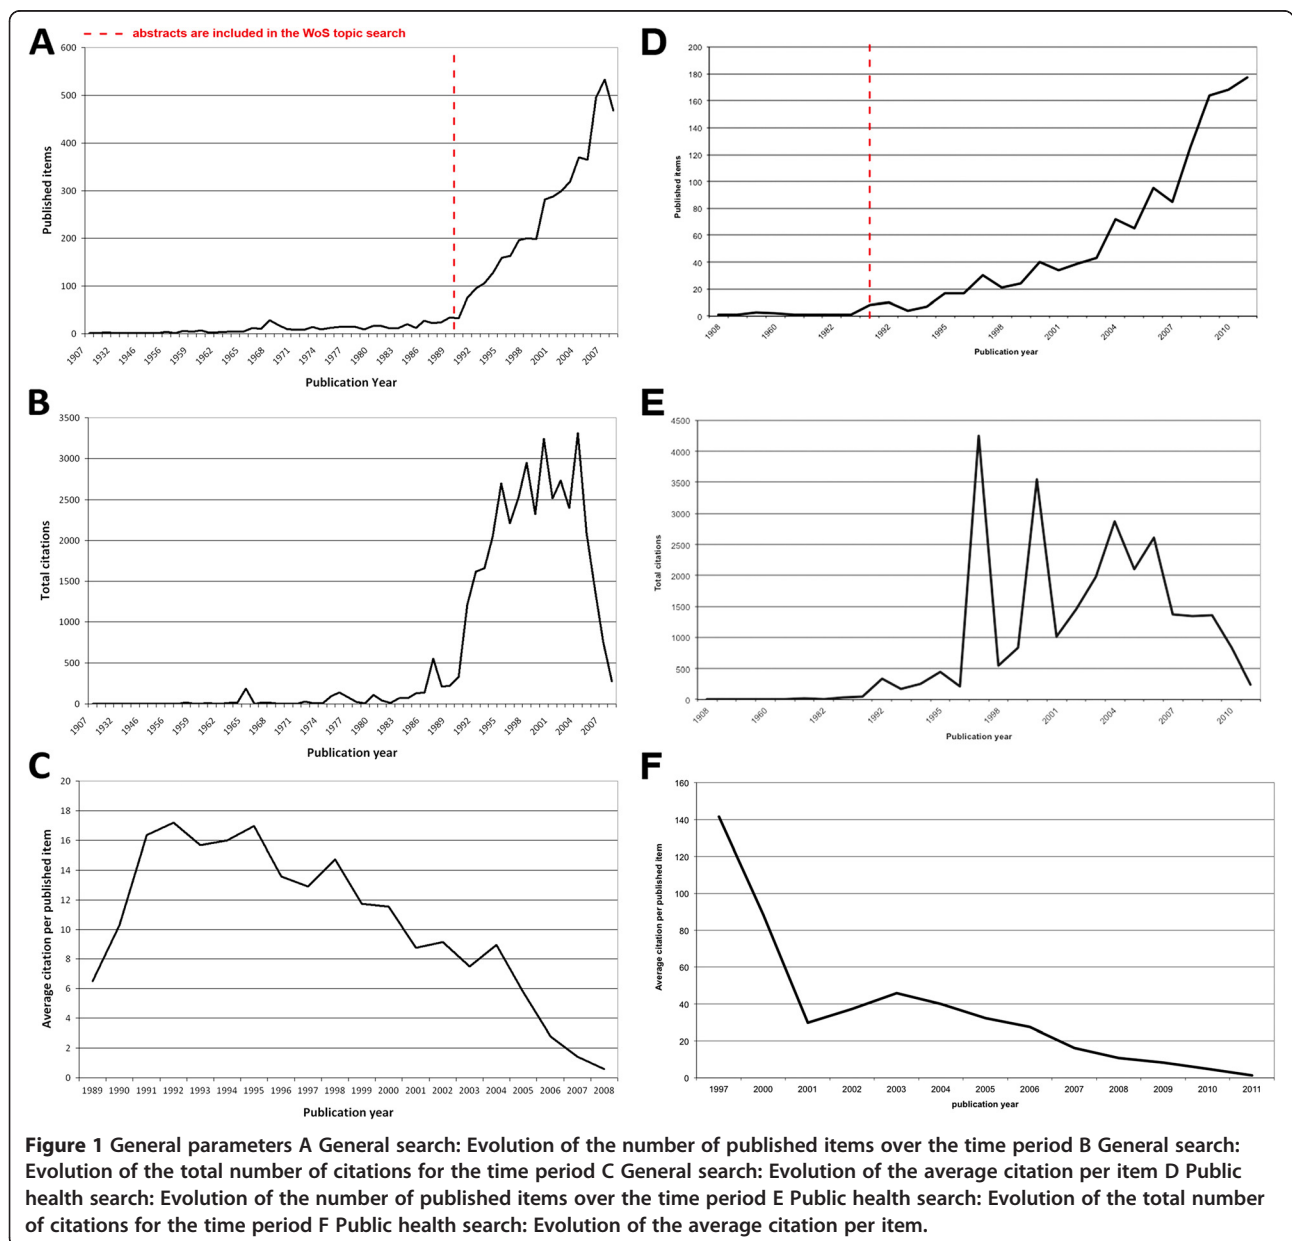 A
abstracts are included in the WoS topic search
600
500
400
300
200
100
0
Published items
1907 1932 1946 1956 1959 1962 1965 1968 1971 1974 1977 1980 1983 1986 1989 1992 1995 1998 2001 2004 2007
Publication Year
B
3500
3000
2500
2000
1500
1000
500
0
Total citations
1907 1932 1946 1956 1959 1962 1965 1968 1971 1974 1977 1980 1983 1986 1989 1992 1995 1998 2001 2004 2007
Publication year
C
20
18
16
14
12
10
8
6
4
2
0
Average citation per published item
1989 1990 1991 1992 1993 1994 1995 1996 1997 1998 1999 2000 2001 2002 2003 2004 2005 2006 2007 2008
Publication year
D
200
180
160
140
120
100
80
60
40
20
0
Published items
1908 1960 1982 1992 1995 1998 2001 2004 2007 2010
Publication year
E
4500
4000
3500
3000
2500
2000
1500
1000
500
0
Total citations
1908 1960 1982 1992 1995 1998 2001 2004 2007 2010
Publication year
F
160
140
120
100
80
60
40
20
0
Average citation per published item
1997 2000 2001 2002 2003 2004 2005 2006 2007 2008 2009 2010 2011
publication year
Figure 1 General parameters A General search: Evolution of the number of published items over the time period B General search:
Evolution of the total number of citations for the time period C General search: Evolution of the average citation per item D Public
health search: Evolution of the number of published items over the time period E Public health search: Evolution of the total number
of citations for the time period F Public health search: Evolution of the average citation per item.